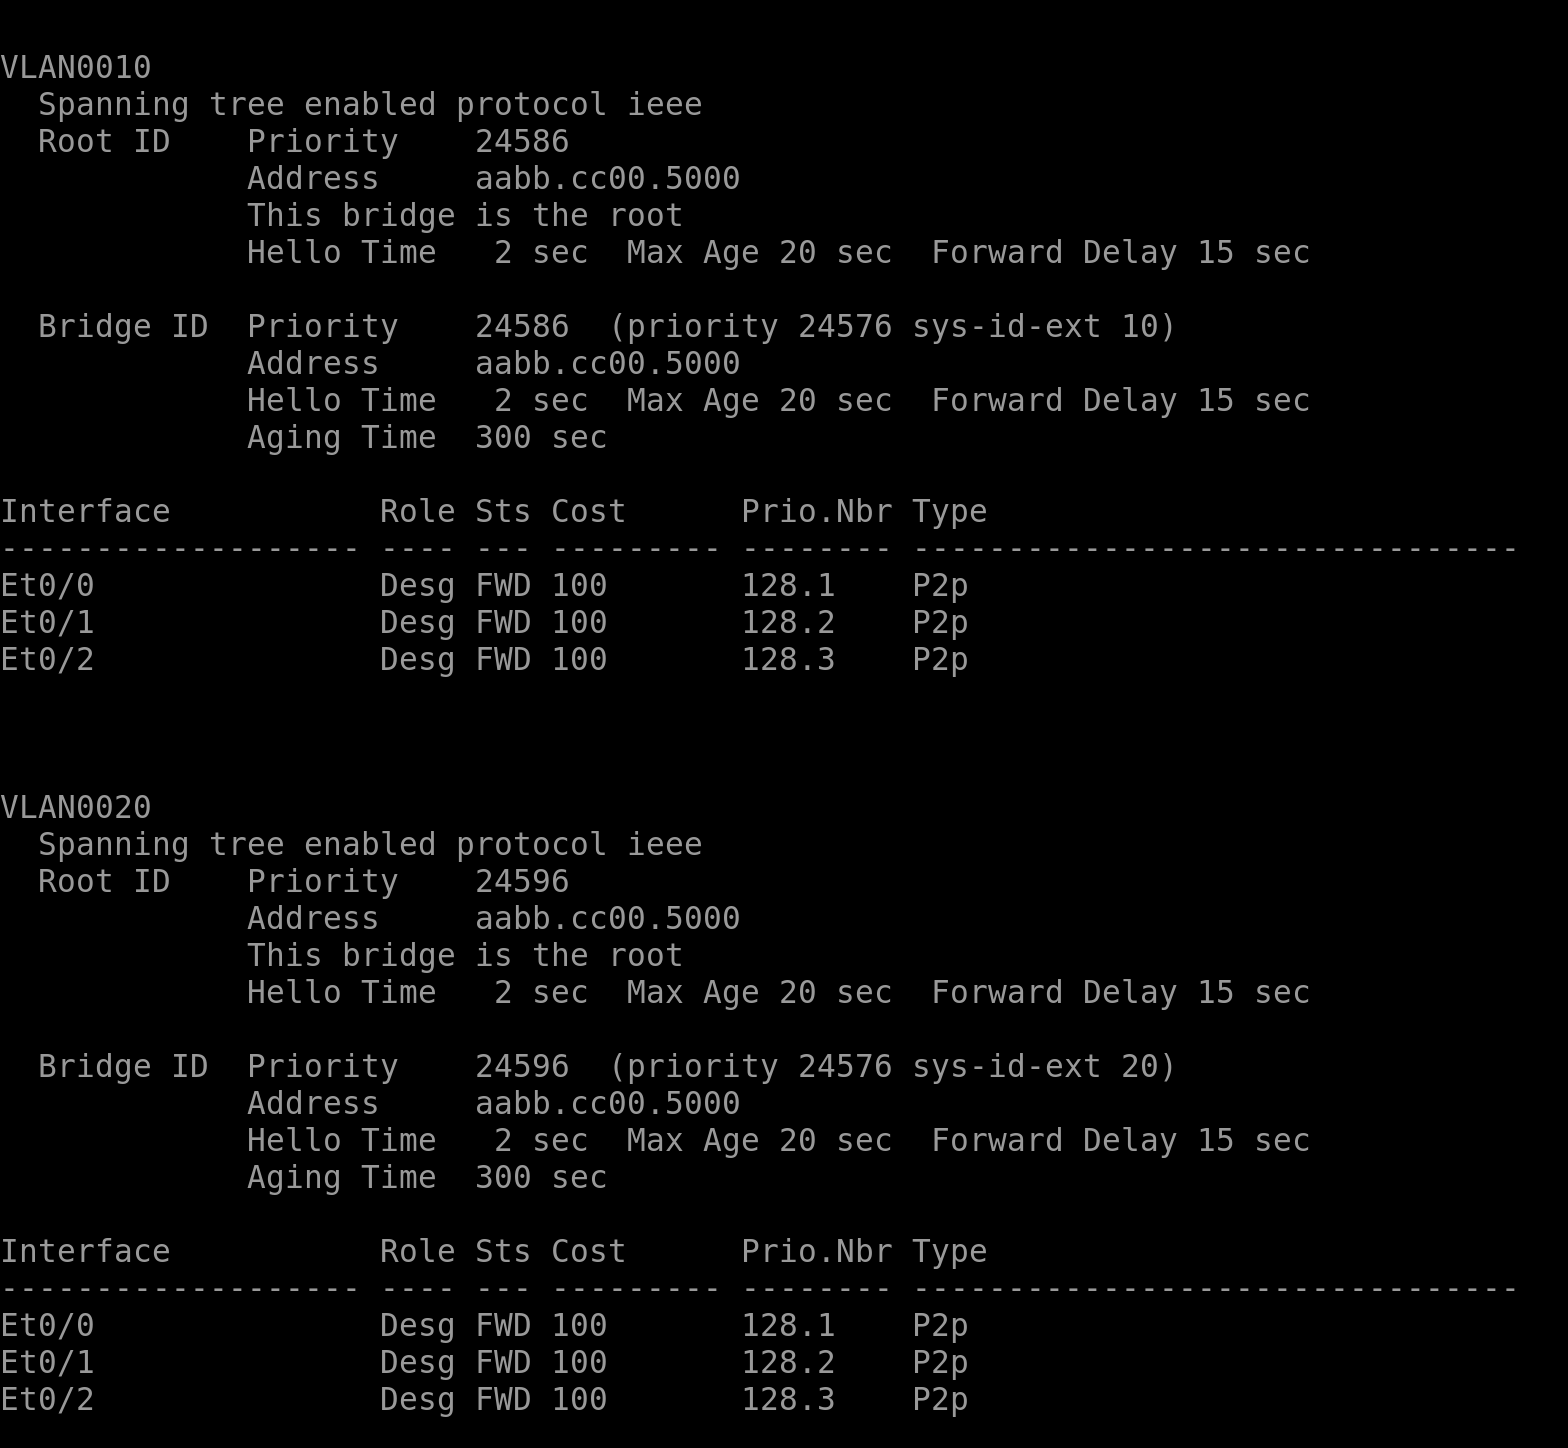 VLAN0010
  Spanning tree enabled protocol ieee
  Root ID    Priority    24586
             Address     aabb.cc00.5000
             This bridge is the root
             Hello Time   2 sec  Max Age 20 sec  Forward Delay 15 sec

  Bridge ID  Priority    24586  (priority 24576 sys-id-ext 10)
             Address     aabb.cc00.5000
             Hello Time   2 sec  Max Age 20 sec  Forward Delay 15 sec
             Aging Time  300 sec

Interface           Role Sts Cost      Prio.Nbr Type
------------------- ---- --- --------- -------- --------------------------------
Et0/0               Desg FWD 100       128.1    P2p
Et0/1               Desg FWD 100       128.2    P2p
Et0/2               Desg FWD 100       128.3    P2p

VLAN0020
  Spanning tree enabled protocol ieee
  Root ID    Priority    24596
             Address     aabb.cc00.5000
             This bridge is the root
             Hello Time   2 sec  Max Age 20 sec  Forward Delay 15 sec

  Bridge ID  Priority    24596  (priority 24576 sys-id-ext 20)
             Address     aabb.cc00.5000
             Hello Time   2 sec  Max Age 20 sec  Forward Delay 15 sec
             Aging Time  300 sec

Interface           Role Sts Cost      Prio.Nbr Type
------------------- ---- --- --------- -------- --------------------------------
Et0/0               Desg FWD 100       128.1    P2p
Et0/1               Desg FWD 100       128.2    P2p
Et0/2               Desg FWD 100       128.3    P2p